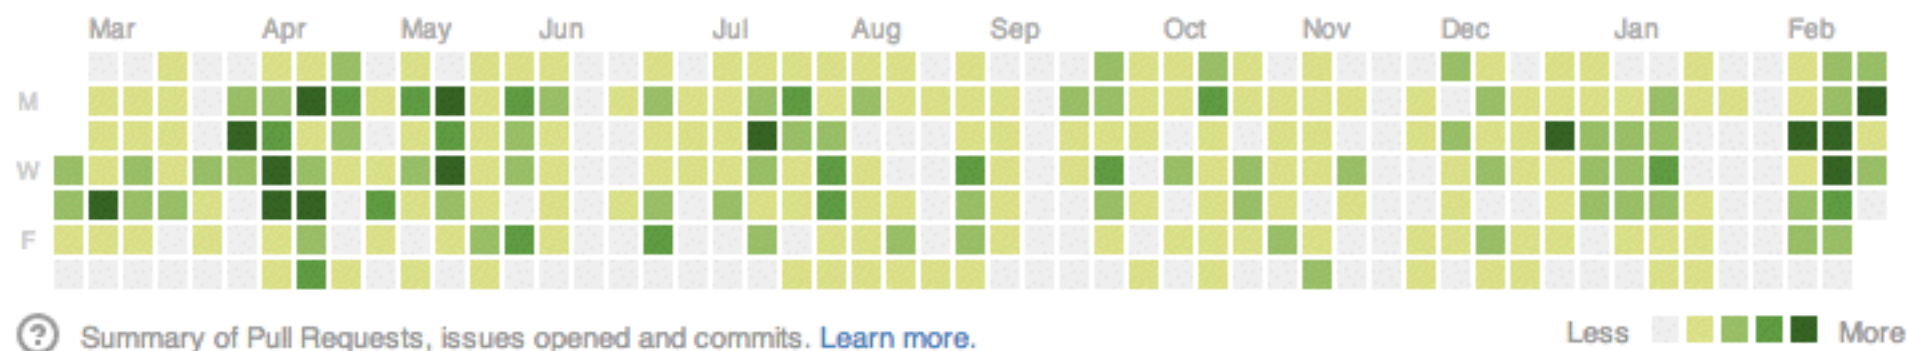 Mar Apr May Jun Jul Aug Sep Oct Nov Dec Jan Feb
M
W
F
? Summary of Pull Requests, issues opened and commits. Learn more. Less More